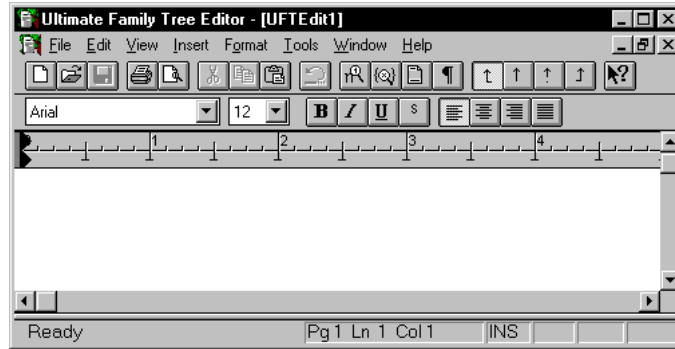 Ultimate Family Tree Editor - [UFTEdit1]
File Edit View Insert Format Tools Window Help
Arial 12 B I U S
1 2 3 4
Ready Pg 1 Ln 1 Col 1 INS